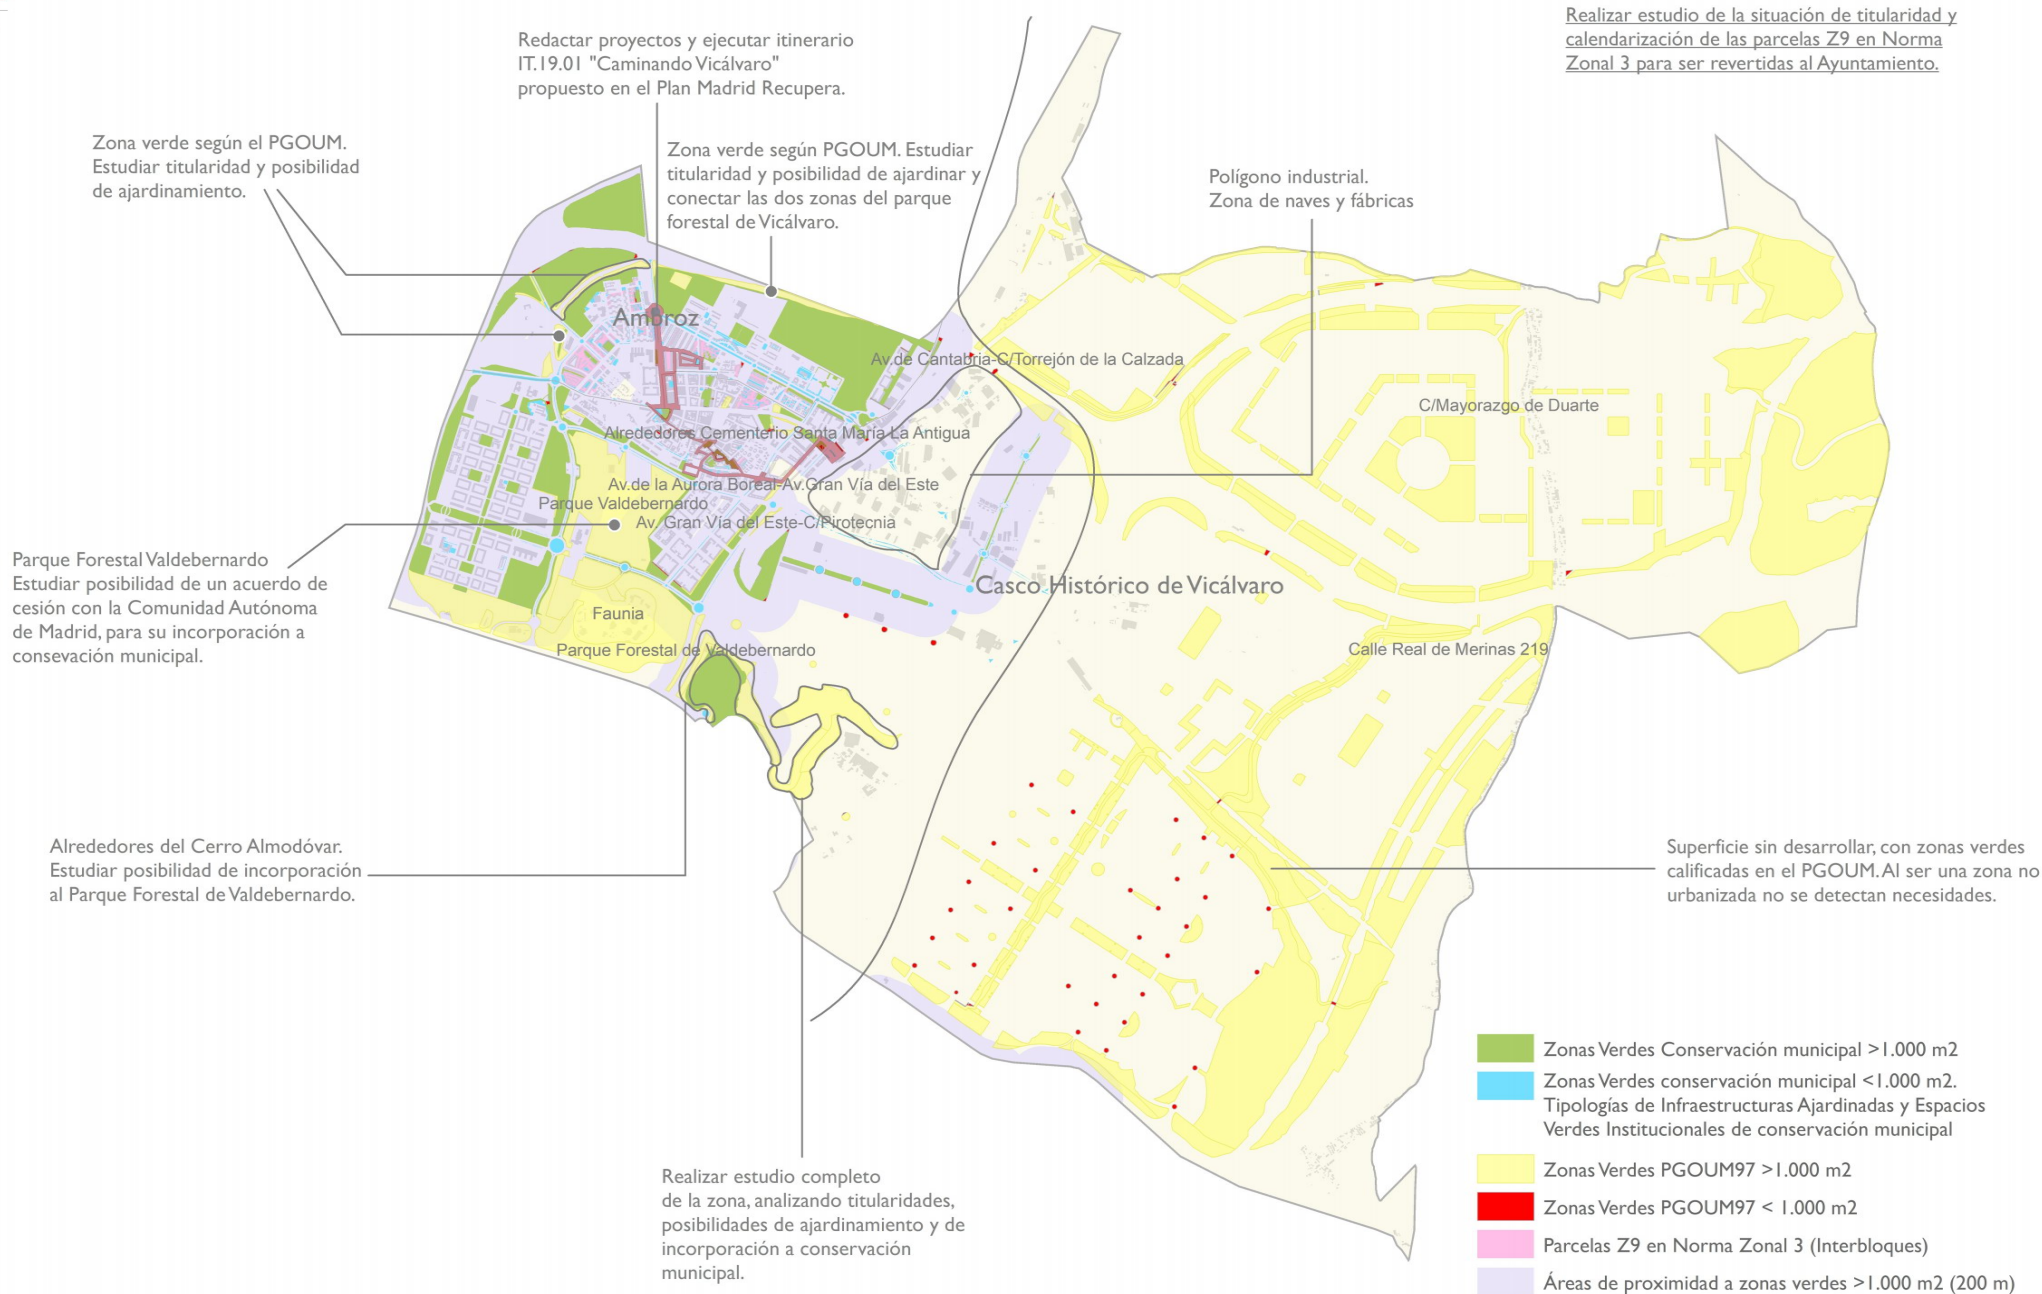 Realizar estudio de la situación de titularidad y
calendarización de las parcelas Z9 en Norma
Zonal 3 para ser revertidas al Ayuntamiento.
Redactar proyectos y ejecutar itinerario
IT.19.01 "Caminando Vicálvaro"
propuesto en el Plan Madrid Recupera.
Zona verde según el PGOUM.
Estudiar titularidad y posibilidad
de ajardinamiento.
Zona verde según PGOUM. Estudiar
titularidad y posibilidad de ajardinar y
conectar las dos zonas del parque
forestal de Vicálvaro.
Polígono industrial.
Zona de naves y fábricas
Ambroz
Av.de Cantabria-C/Torrejón de la Calzada
C/Mayorazgo de Duarte
Alrededores Cementerio Santa María La Antigua
Av.de la Aurora Boreal-Av.Gran Vía del Este
Parque Valdebernardo
Av. Gran Vía del Este-C/Pirotecnia
Parque Forestal Valdebernardo
Estudiar posibilidad de un acuerdo de
cesión con la Comunidad Autónoma
de Madrid, para su incorporación a
consevación municipal.
Casco Histórico de Vicálvaro
Faunia
Parque Forestal de Valdebernardo
Calle Real de Merinas 219
Alrededores del Cerro Almodóvar.
Estudiar posibilidad de incorporación
al Parque Forestal de Valdebernardo.
Superficie sin desarrollar, con zonas verdes
calificadas en el PGOUM. Al ser una zona no
urbanizada no se detectan necesidades.
Realizar estudio completo
de la zona, analizando titularidades,
posibilidades de ajardinamiento y de
incorporación a conservación
municipal.
Zonas Verdes Conservación municipal >1.000 m2
Zonas Verdes conservación municipal <1.000 m2.
Tipologías de Infraestructuras Ajardinadas y Espacios
Verdes Institucionales de conservación municipal
Zonas Verdes PGOUM97 >1.000 m2
Zonas Verdes PGOUM97 < 1.000 m2
Parcelas Z9 en Norma Zonal 3 (Interbloques)
Áreas de proximidad a zonas verdes >1.000 m2 (200 m)